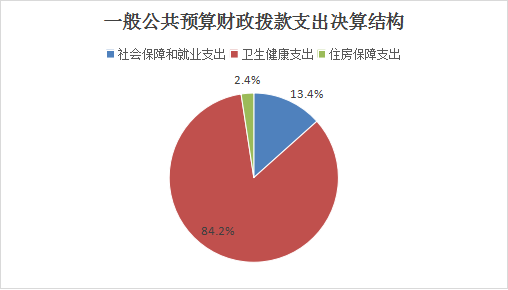 一般公共预算财政拨款支出决算结构
社会保障和就业支出 卫生健康支出 住房保障支出
2.4%
13.4%
84.2%